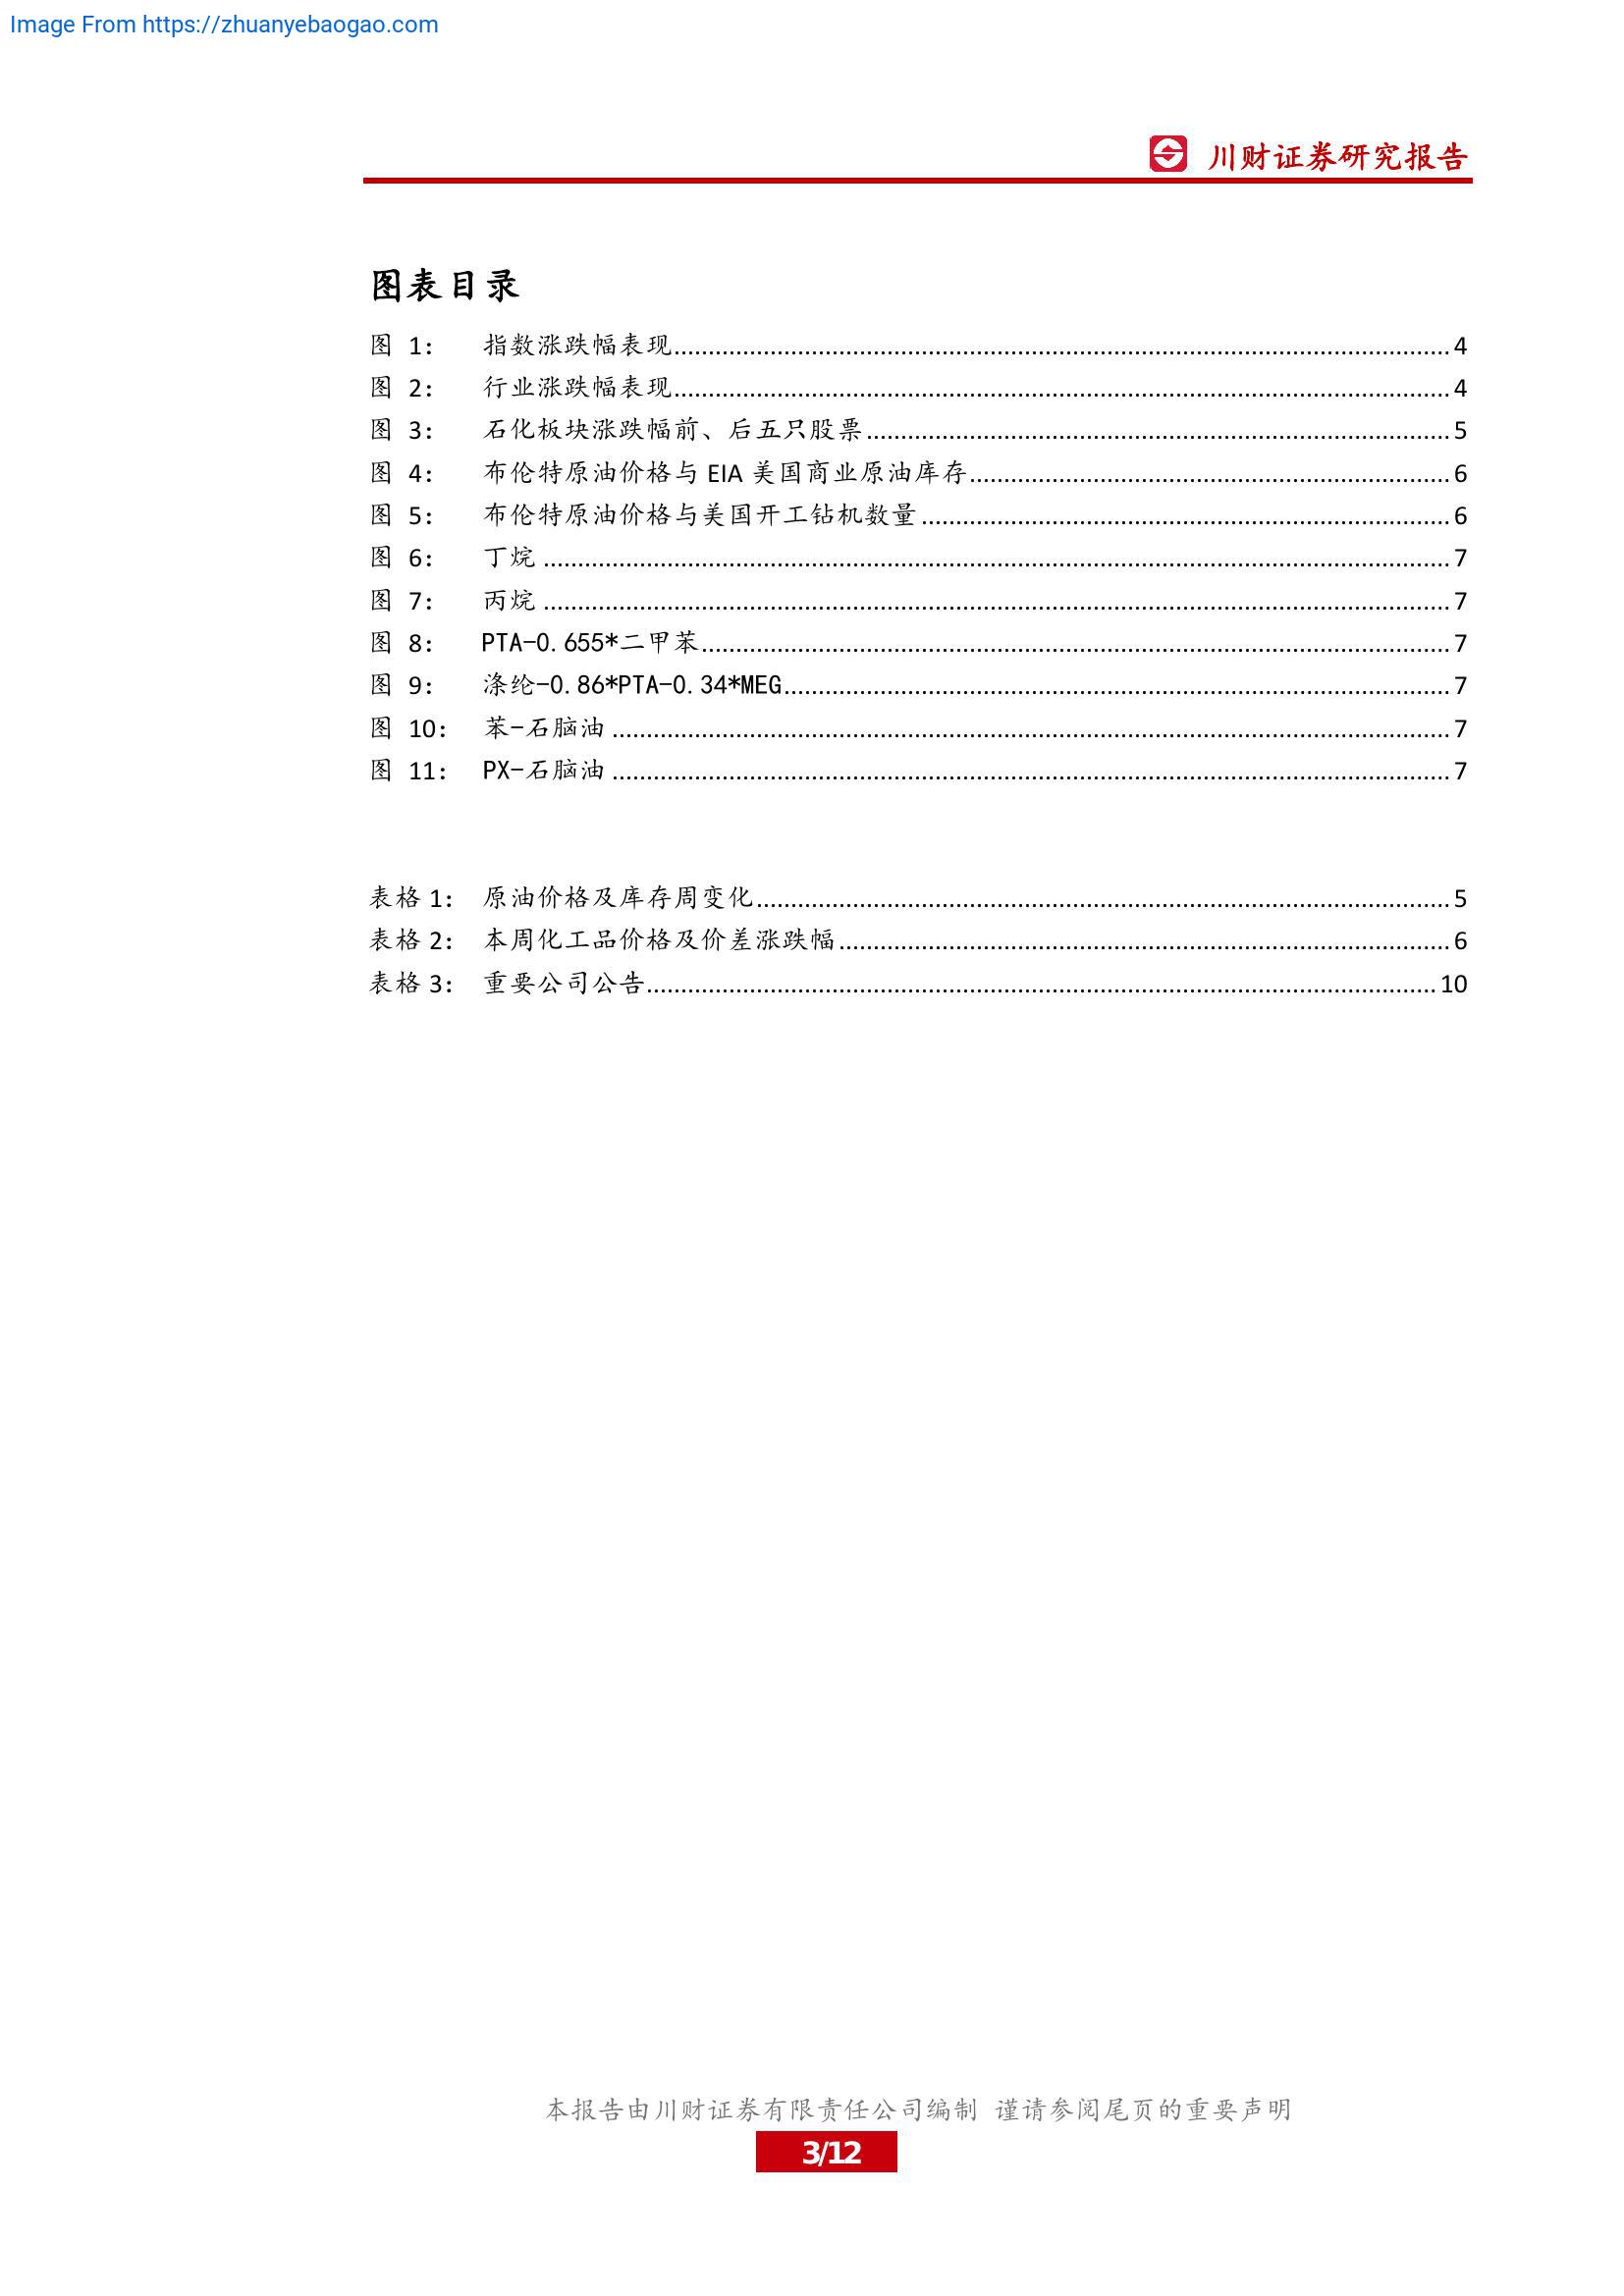 Image From https://zhuanyebaogao.com
川财证券研究报告
图表目录
图 1： 指数涨跌幅表现 4
图 2： 行业涨跌幅表现 4
图 3： 石化板块涨跌幅前、后五只股票 5
图 4： 布伦特原油价格与 EIA 美国商业原油库存 6
图 5： 布伦特原油价格与美国开工钻机数量 6
图 6： 丁烷 7
图 7： 丙烷 7
图 8： PTA-0.655*二甲苯 7
图 9： 涤纶-0.86*PTA-0.34*MEG 7
图 10： 苯-石脑油 7
图 11： PX-石脑油 7
表格 1： 原油价格及库存周变化 5
表格 2： 本周化工品价格及价差涨跌幅 6
表格 3： 重要公司公告 10
本报告由川财证券有限责任公司编制 谨请参阅尾页的重要声明
3/12